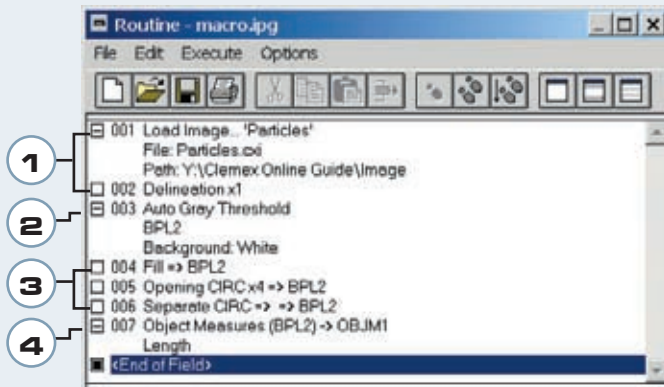 Routine - macro.ipg
File Edit Execute Options
001 Load Image... 'Particles'
File: Particles.cxi
Path: Y:\Clemex Online Guide\Image
002 Delineation x1
003 Auto Gray Threshold
BPL2
Background: White
004 Fill => BPL2
005 Opening CIRC x4 => BPL2
006 Separate CIRC => => BPL2
007 Object Measures (BPL2) -> OBJM1
Length
<End of Field>
1
2
3
4